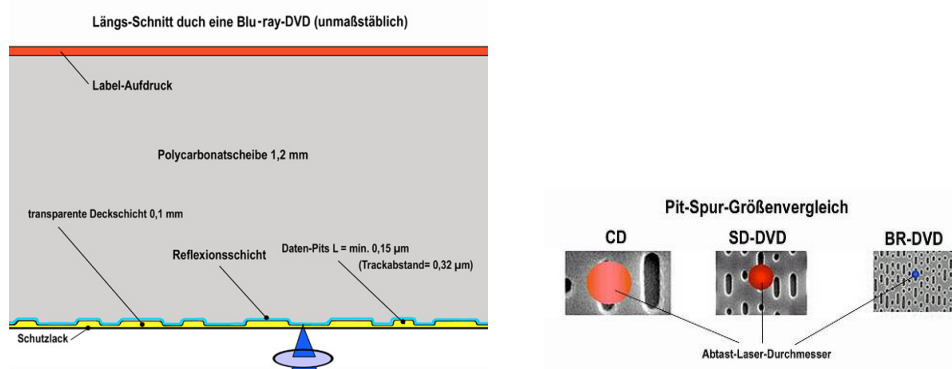 Längs-Schnitt duch eine Blu-ray-DVD (unmaßstäblich)
Label-Aufdruck
Polycarbonatscheibe 1,2 mm
transparente Deckschicht 0,1 mm
Reflexionsschicht
Daten-Pits L = min. 0,15 µm
(Trackabstand= 0,32 µm)
Schutzlack
Pit-Spur-Größenvergleich
CD
SD-DVD
BR-DVD
Abtast-Laser-Durchmesser